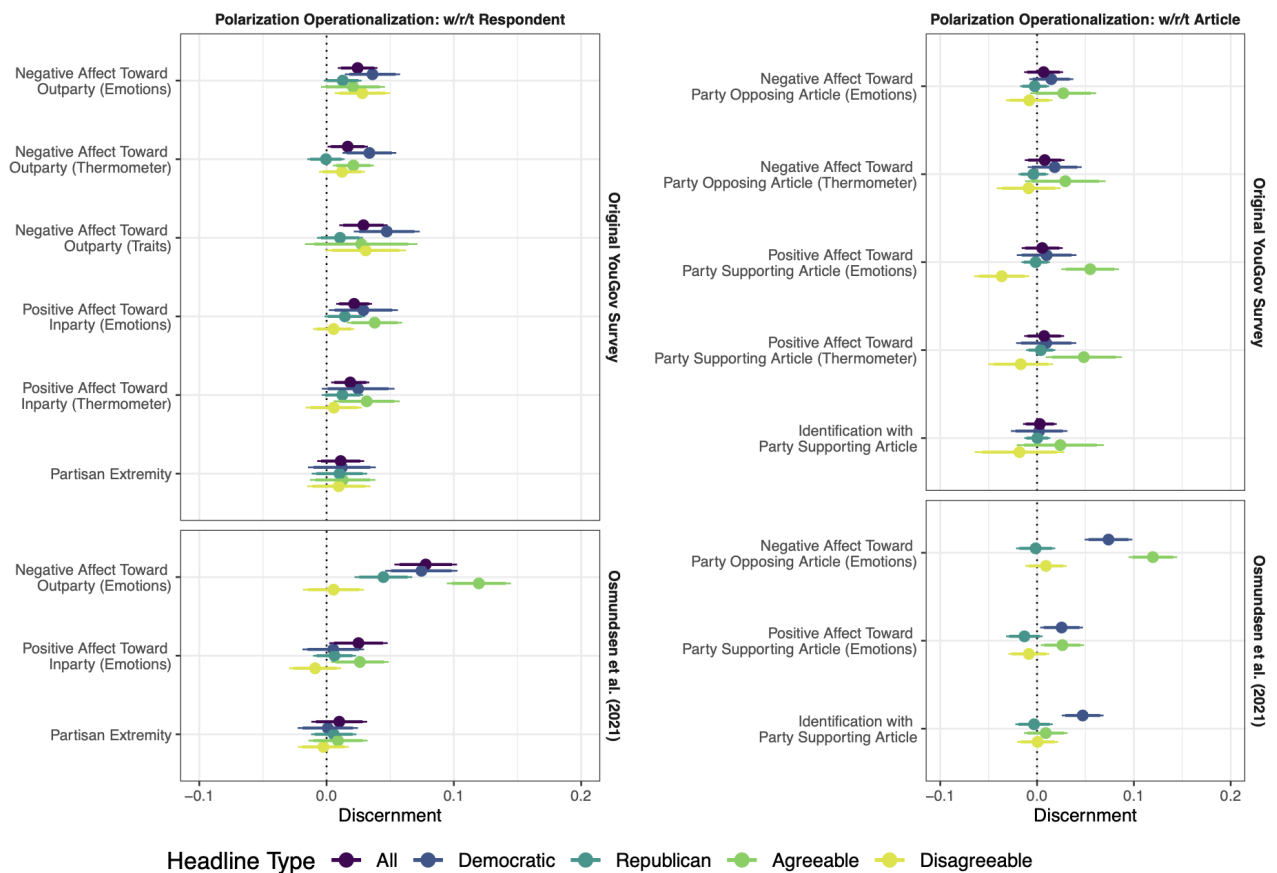 Polarization Operationalization: w/r/t Respondent
Negative Affect Toward
Outparty (Emotions)
Negative Affect Toward
Outparty (Thermometer)
Negative Affect Toward
Outparty (Traits)
Positive Affect Toward
Inparty (Emotions)
Positive Affect Toward
Inparty (Thermometer)
Partisan Extremity
Original YouGov Survey
Negative Affect Toward
Outparty (Emotions)
Positive Affect Toward
Inparty (Emotions)
Partisan Extremity
Osmundsen et al. (2021)
−0.1 0.0 0.1 0.2
Discernment
Polarization Operationalization: w/r/t Article
Negative Affect Toward
Party Opposing Article (Emotions)
Negative Affect Toward
Party Opposing Article (Thermometer)
Positive Affect Toward
Party Supporting Article (Emotions)
Positive Affect Toward
Party Supporting Article (Thermometer)
Identification with
Party Supporting Article
Original YouGov Survey
Negative Affect Toward
Party Opposing Article (Emotions)
Positive Affect Toward
Party Supporting Article (Emotions)
Identification with
Party Supporting Article
Osmundsen et al. (2021)
−0.1 0.0 0.1 0.2
Discernment
Headline Type All Democratic Republican Agreeable Disagreeable